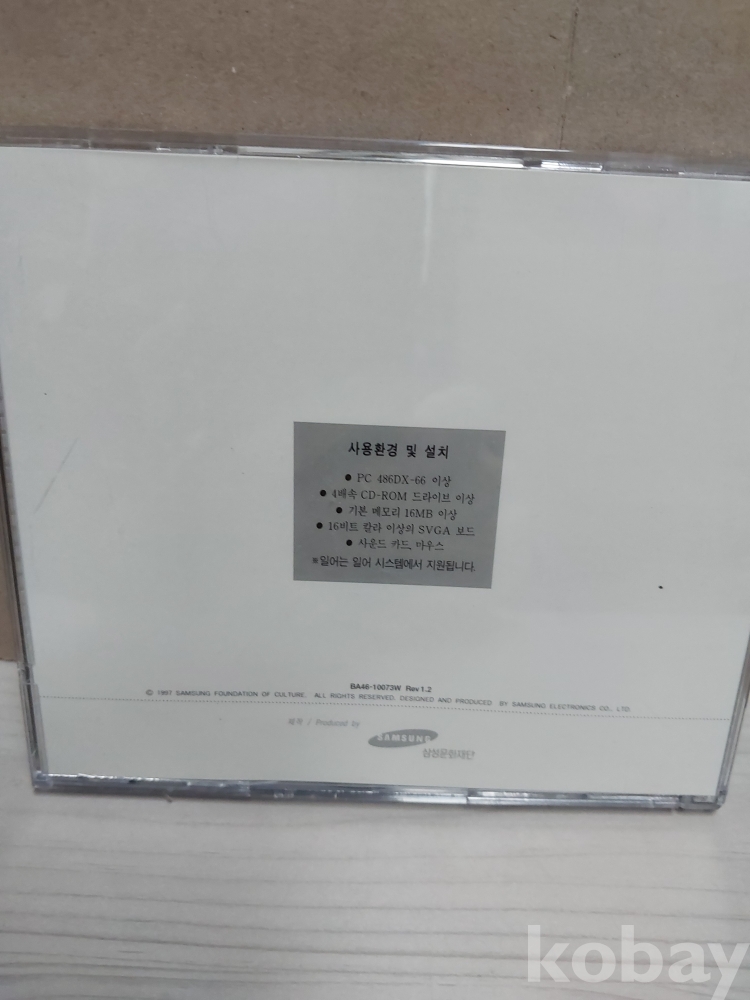 사용환경 및 설치
● PC 486DX-66 이상
● 4배속 CD-ROM 드라이브 이상
● 기본 메모리 16MB 이상
● 16비트 칼라 이상의 SVGA 보드
● 사운드 카드, 마우스
※일어는 일어 시스템에서 지원됩니다.
BA46-10073W Rev1.2
© 1997 SAMSUNG FOUNDATION OF CULTURE. ALL RIGHTS RESERVED. DESIGNED AND PRODUCED BY SAMSUNG ELECTRONICS CO., LTD.
제작 / Produced by
SAMSUNG
삼성문화재단
kobay